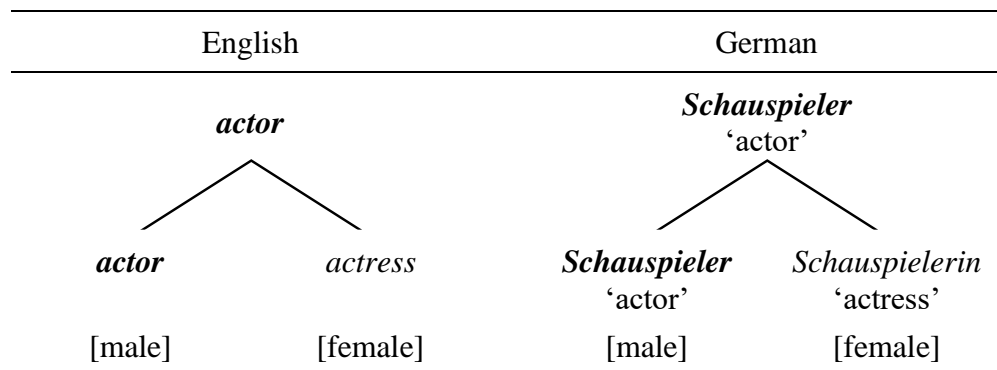 English German
actor Schauspieler
‘actor’
actor actress Schauspieler Schauspielerin
‘actor’ ‘actress’
[male] [female] [male] [female]